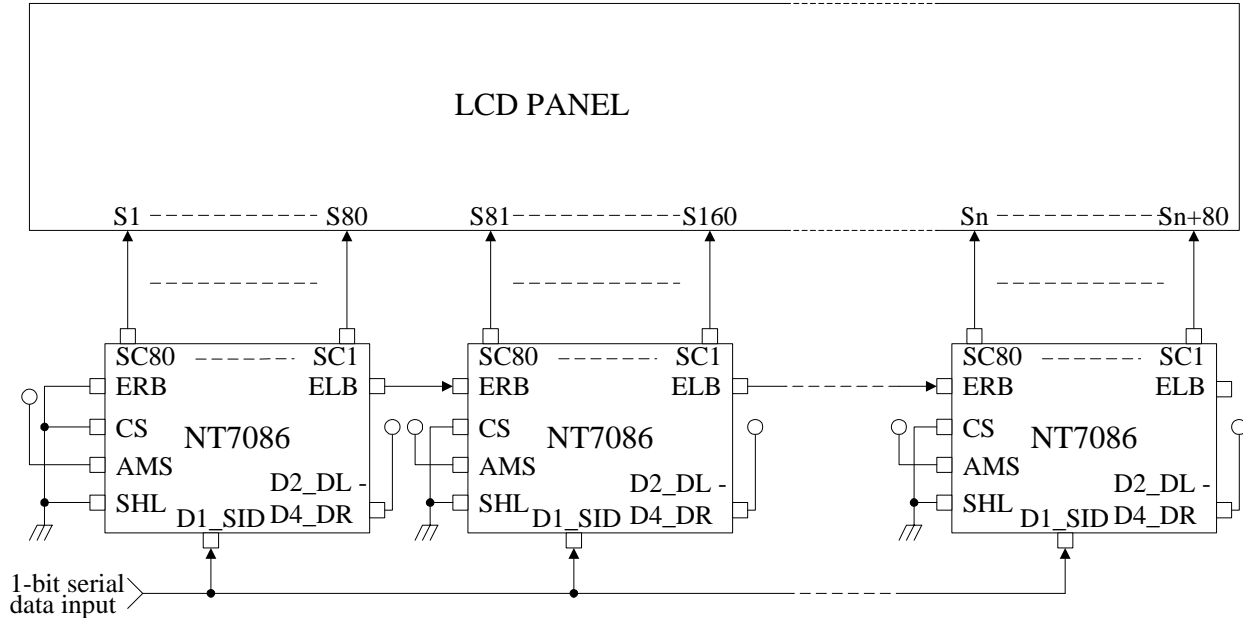 LCD PANEL
S1 S80 S81 S160 Sn Sn+80
SC80 SC1 SC80 SC1 SC80 SC1
ERB ELB ERB ELB ERB ELB
CS CS CS
NT7086 NT7086 NT7086
AMS AMS AMS
D2_DL - D2_DL - D2_DL -
SHL SHL SHL
D1_SID D4_DR D1_SID D4_DR D1_SID D4_DR
1-bit serial
data input